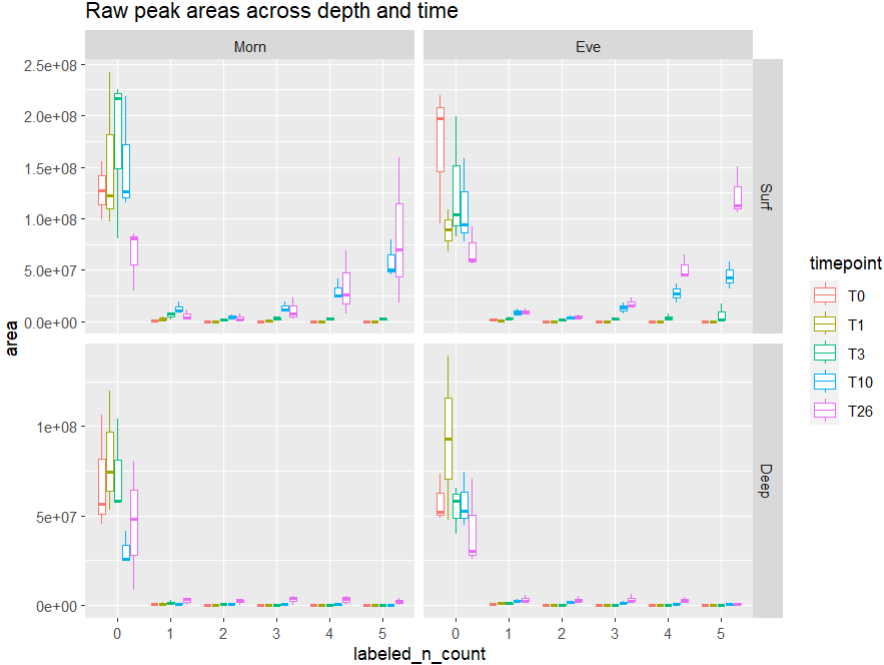 Raw peak areas across depth and time
Morn
Eve
2.5e+08
2.0e+08
1.5e+08
1.0e+08
5.0e+07
0.0e+00
Surf
area
1e+08
5e+07
0e+00
Deep
0 1 2 3 4 5
0 1 2 3 4 5
labeled_n_count
timepoint
T0
T1
T3
T10
T26